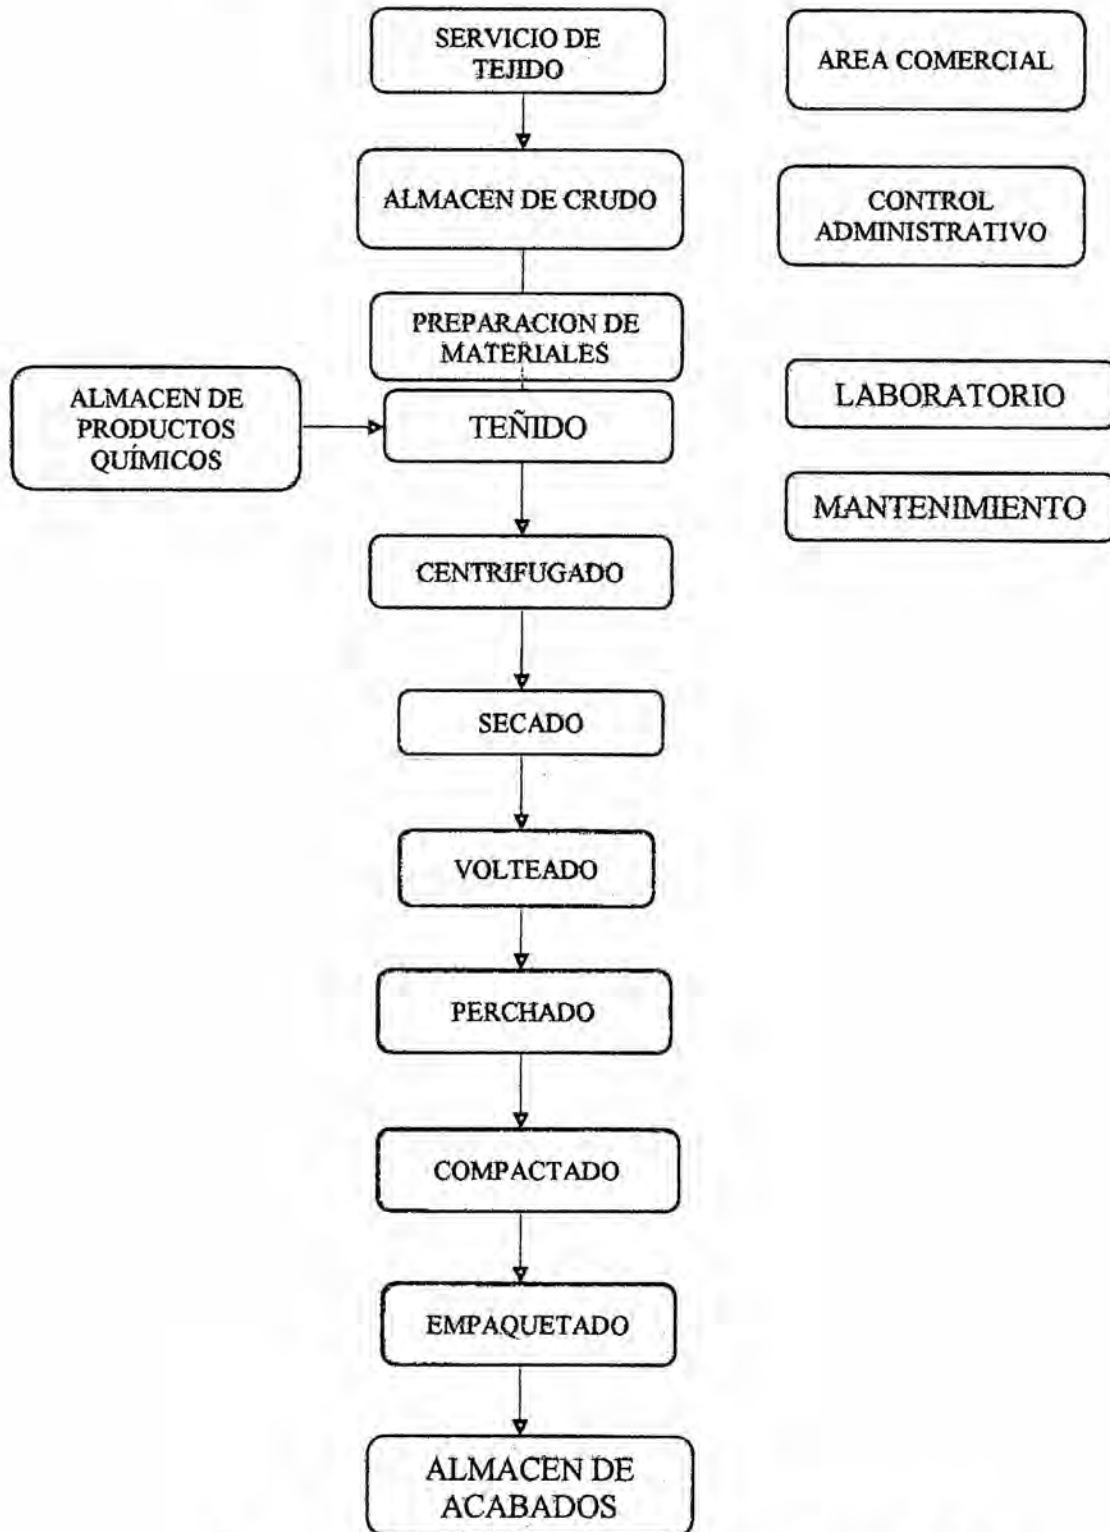 SERVICIO DE
TEJIDO
AREA COMERCIAL
ALMACEN DE CRUDO
CONTROL
ADMINISTRATIVO
PREPARACION DE
MATERIALES
ALMACEN DE
PRODUCTOS
QUÍMICOS
TEÑIDO
LABORATORIO
MANTENIMIENTO
CENTRIFUGADO
SECADO
VOLTEADO
PERCHADO
COMPACTADO
EMPAQUETADO
ALMACEN DE
ACABADOS